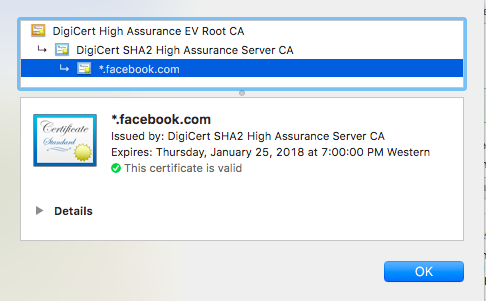 DigiCert High Assurance EV Root CA
DigiCert SHA2 High Assurance Server CA
*.facebook.com
Certificate
Standard
*.facebook.com
Issued by: DigiCert SHA2 High Assurance Server CA
Expires: Thursday, January 25, 2018 at 7:00:00 PM Western
This certificate is valid
Details
OK